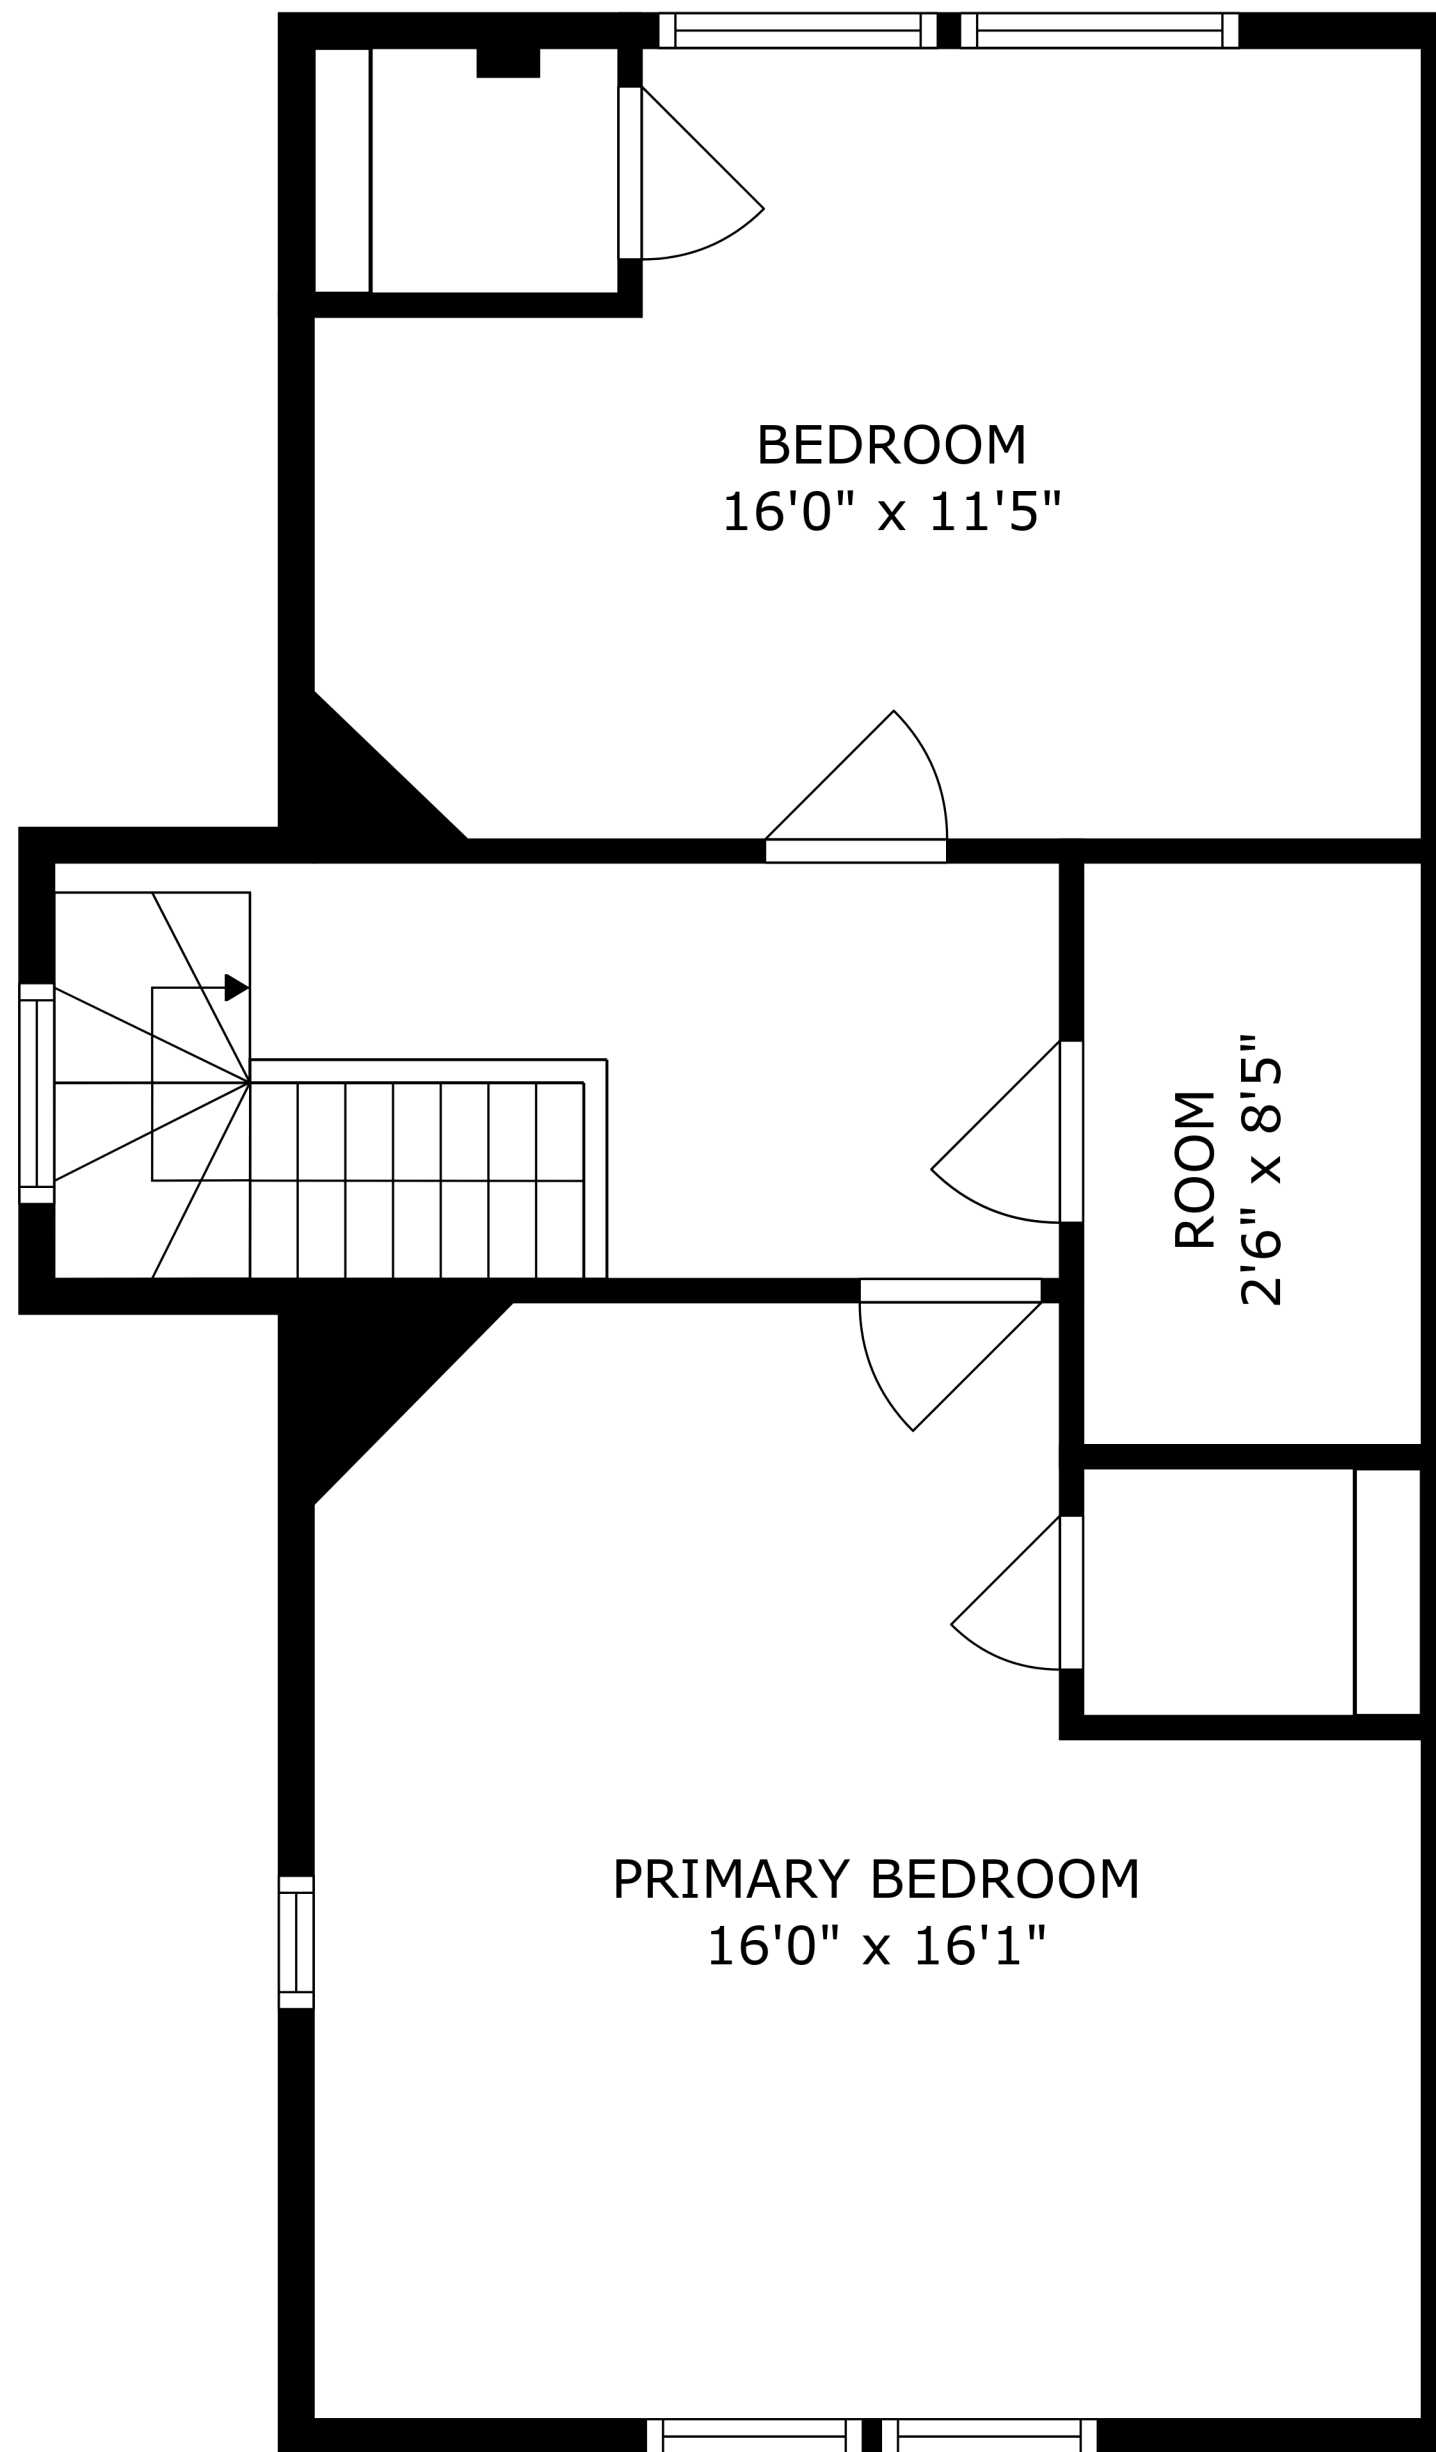 BEDROOM
16'0" x 11'5"
ROOM
2'6" x 8'5"
PRIMARY BEDROOM
16'0" x 16'1"